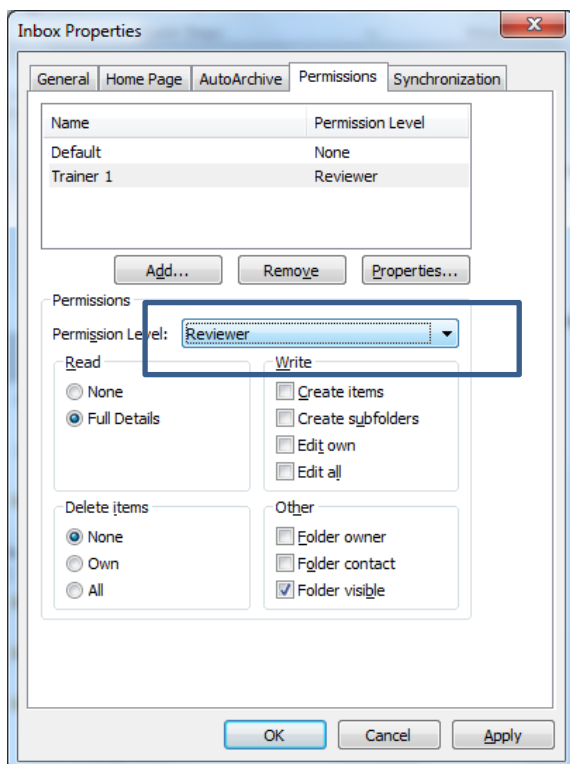 Inbox Properties
General Home Page AutoArchive Permissions Synchronization
Name Permission Level
Default None
Trainer 1 Reviewer
Add... Remove Properties...
Permissions
Permission Level: Reviewer
Read Write
None Create items
Full Details Create subfolders
Edit own
Edit all
Delete items Other
None Folder owner
Own Folder contact
All Folder visible
OK Cancel Apply